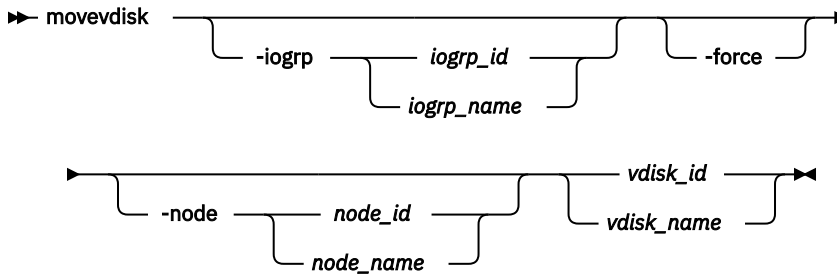 movevdisk
-iogrp iogrp_id -force
iogrp_name
-node node_id vdisk_id
vdisk_name
node_name